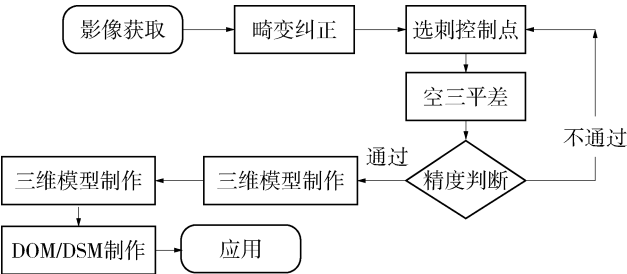 影像获取
畸变纠正
选刺控制点
空三平差
不通过
精度判断
通过
三维模型制作
三维模型制作
DOM/DSM制作
应用